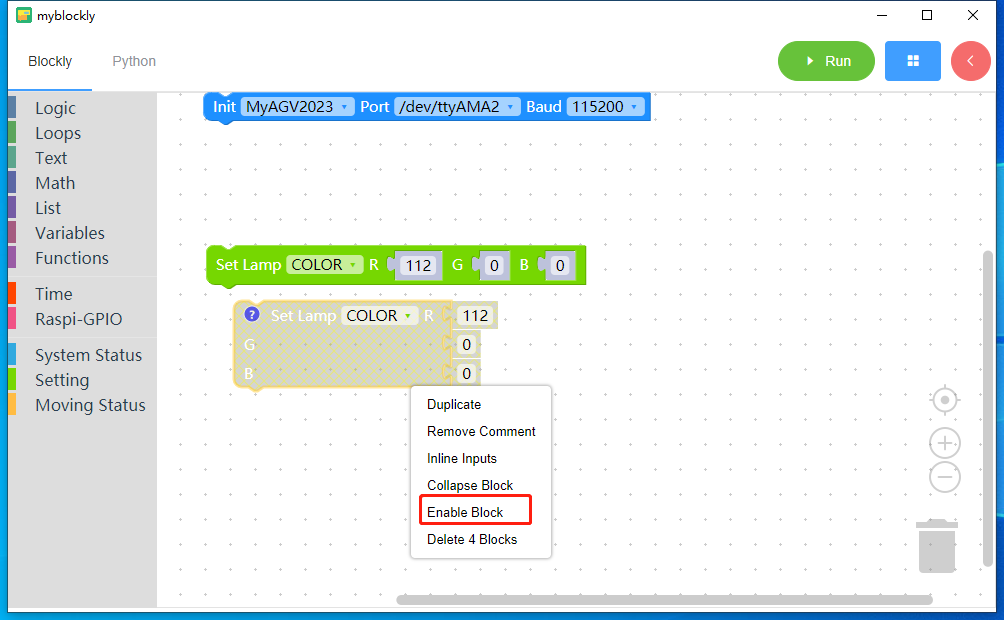 myblockly
Blockly Python
Run
Logic
Loops
Text
Math
List
Variables
Functions
Time
Raspi-GPIO
System Status
Setting
Moving Status
Init MyAGV2023 Port /dev/ttyAMA2 Baud 115200
Set Lamp COLOR R 112 G 0 B 0
? Set Lamp COLOR R 112
G 0
B 0
Duplicate
Remove Comment
Inline Inputs
Collapse Block
Enable Block
Delete 4 Blocks